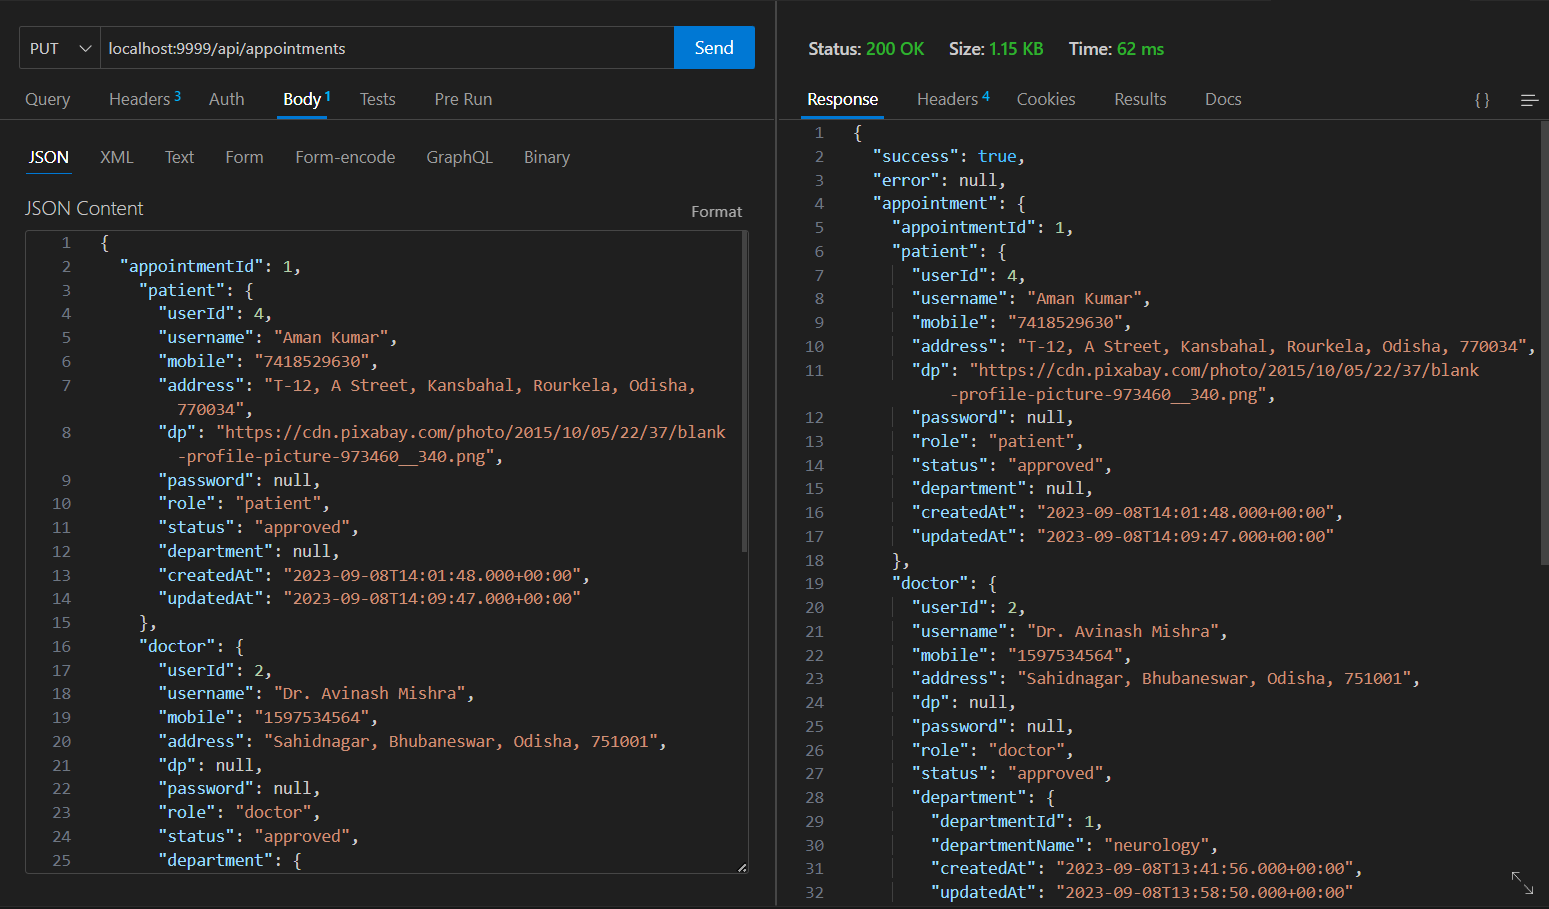 PUT localhost:9999/api/appointments Send
Query Headers 3 Auth Body 1 Tests Pre Run
JSON XML Text Form Form-encode GraphQL Binary
JSON Content
Format
1 {
2 "appointmentId": 1,
3 "patient": {
4 "userId": 4,
5 "username": "Aman Kumar",
6 "mobile": "7418529630",
7 "address": "T-12, A Street, Kansbahal, Rourkela, Odisha,
770034",
8 "dp": "https://cdn.pixabay.com/photo/2015/10/05/22/37/blank
-profile-picture-973460__340.png",
9 "password": null,
10 "role": "patient",
11 "status": "approved",
12 "department": null,
13 "createdAt": "2023-09-08T14:01:48.000+00:00",
14 "updatedAt": "2023-09-08T14:09:47.000+00:00"
15 },
16 "doctor": {
17 "userId": 2,
18 "username": "Dr. Avinash Mishra",
19 "mobile": "1597534564",
20 "address": "Sahidnagar, Bhubaneswar, Odisha, 751001",
21 "dp": null,
22 "password": null,
23 "role": "doctor",
24 "status": "approved",
25 "department": {
Status: 200 OK Size: 1.15 KB Time: 62 ms
Response Headers 4 Cookies Results Docs { }
1 {
2 "success": true,
3 "error": null,
4 "appointment": {
5 "appointmentId": 1,
6 "patient": {
7 "userId": 4,
8 "username": "Aman Kumar",
9 "mobile": "7418529630",
10 "address": "T-12, A Street, Kansbahal, Rourkela, Odisha, 770034",
11 "dp": "https://cdn.pixabay.com/photo/2015/10/05/22/37/blank
-profile-picture-973460__340.png",
12 "password": null,
13 "role": "patient",
14 "status": "approved",
15 "department": null,
16 "createdAt": "2023-09-08T14:01:48.000+00:00",
17 "updatedAt": "2023-09-08T14:09:47.000+00:00"
18 },
19 "doctor": {
20 "userId": 2,
21 "username": "Dr. Avinash Mishra",
22 "mobile": "1597534564",
23 "address": "Sahidnagar, Bhubaneswar, Odisha, 751001",
24 "dp": null,
25 "password": null,
26 "role": "doctor",
27 "status": "approved",
28 "department": {
29 "departmentId": 1,
30 "departmentName": "neurology",
31 "createdAt": "2023-09-08T13:41:56.000+00:00",
32 "updatedAt": "2023-09-08T13:58:50.000+00:00"